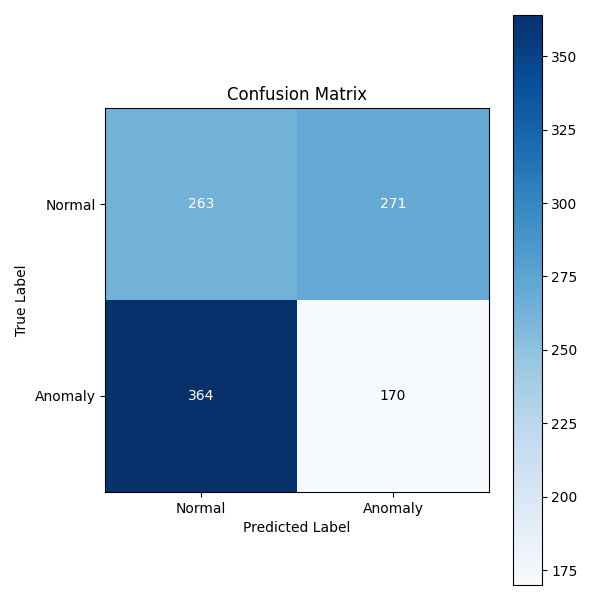 Confusion Matrix
350
325
300
275
250
225
200
175
Normal
263
271
True Label
Anomaly
364
170
Normal
Anomaly
Predicted Label